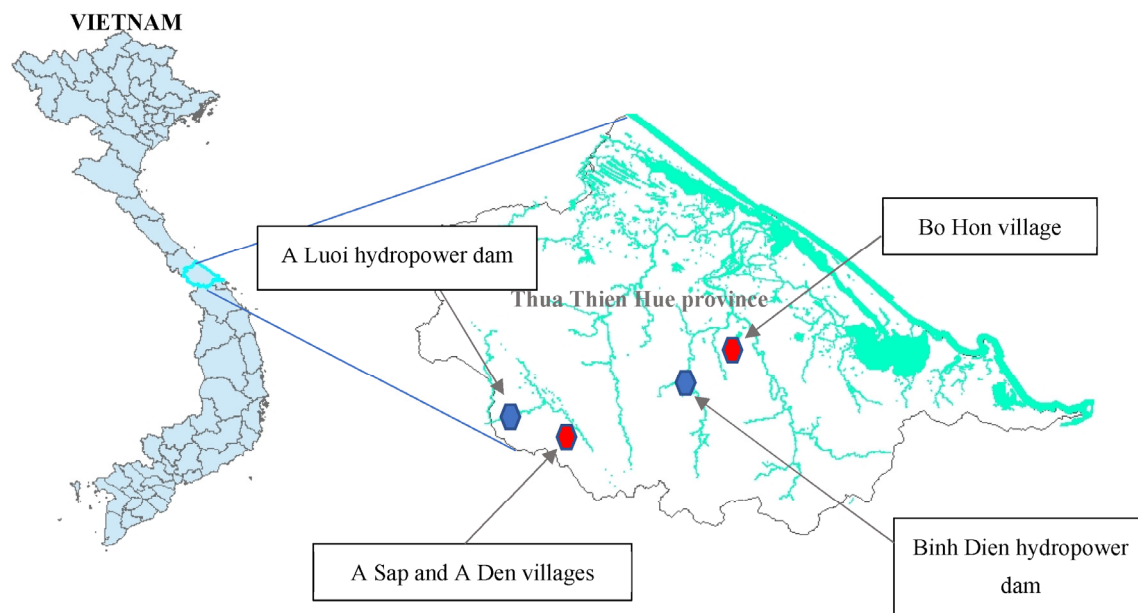 VIETNAM
Bo Hon village
A Luoi hydropower dam
Thua Thien Hue province
A Sap and A Den villages
Binh Dien hydropower
dam